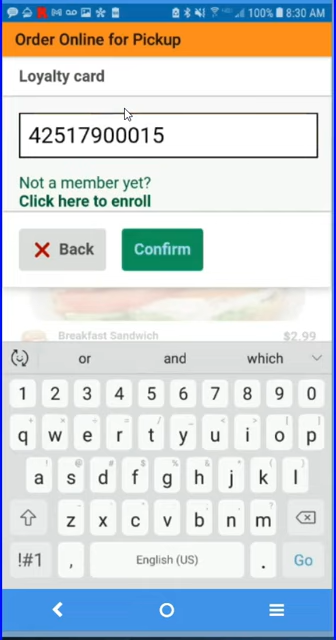 100% 8:30 AM
Order Online for Pickup
Loyalty card
42517900015
Not a member yet?
Click here to enroll
Back Confirm
Breakfast Sandwich $2.99
or and which
1 2 3 4 5 6 7 8 9 0
q w e r t y u i o p
a s d f g h j k l
z x c v b n m
!#1 , English (US) . Go